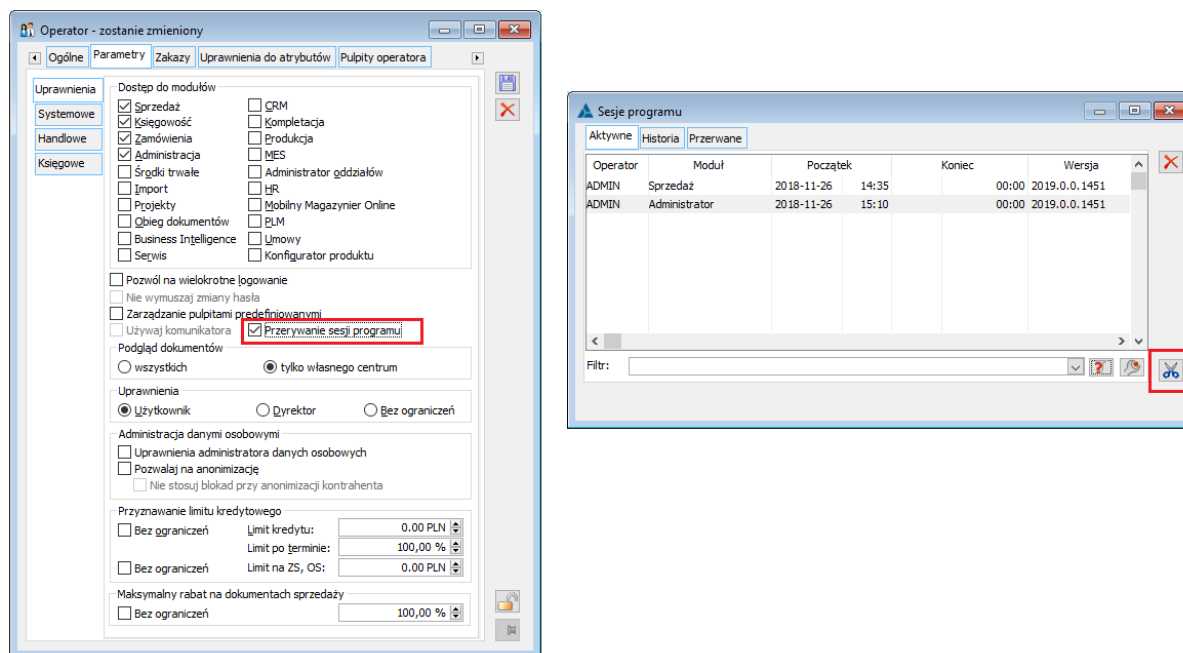 Operator - zostanie zmieniony
Ogólne Parametry Zakazy Uprawnienia do atrybutów Pulpity operatora
Uprawnienia
Systemowe
Handlowe
Księgowe
Dostęp do modułów
Sprzedaż CRM
Księgowość Kompletacja
Zamówienia Produkcja
Administracja MES
Środki trwałe Administrator oddziałów
Import HR
Projekty Mobilny Magazynier Online
Obieg dokumentów PLM
Business Intelligence Umowy
Serwis Konfigurator produktu
Pozwól na wielokrotne logowanie
Nie wymuszaj zmiany hasła
Zarządzanie pulpitami predefiniowanymi
Używaj komunikatora Przerywanie sesji programu
Podgląd dokumentów
wszystkich tylko własnego centrum
Uprawnienia
Użytkownik Dyrektor Bez ograniczeń
Administracja danymi osobowymi
Uprawnienia administratora danych osobowych
Pozwalaj na anonimizację
Nie stosuj blokad przy anonimizacji kontrahenta
Przyznawanie limitu kredytowego
Bez ograniczeń Limit kredytu: 0.00 PLN
Limit po terminie: 100,00 %
Bez ograniczeń Limit na ZS, OS: 0.00 PLN
Maksymalny rabat na dokumentach sprzedaży
Bez ograniczeń 100,00 %
Sesje programu
Aktywne Historia Przerwane
Operator Moduł Początek Koniec Wersja
ADMIN Sprzedaż 2018-11-26 14:35 00:00 2019.0.0.1451
ADMIN Administrator 2018-11-26 15:10 00:00 2019.0.0.1451
Filtr: